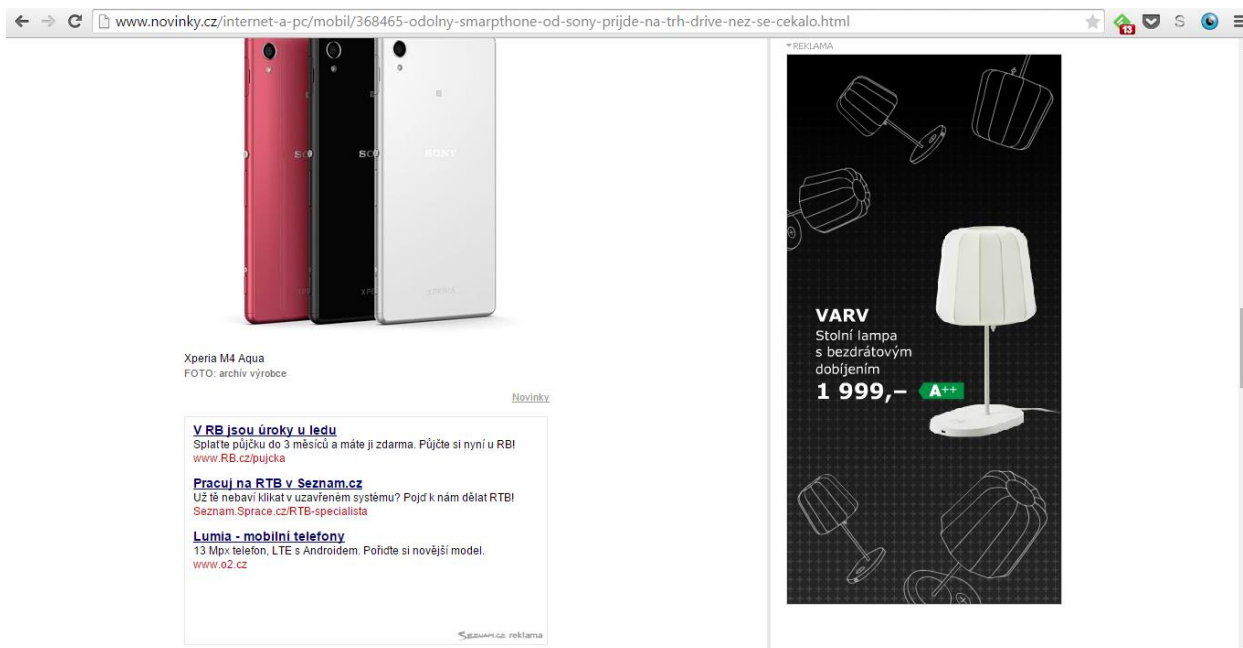 www.novinky.cz/internet-a-pc/mobil/368465-odolny-smarpthone-od-sony-prijde-na-trh-drive-nez-se-cekalo.html
13
S
SONY
XPERIA
Xperia M4 Aqua
FOTO: archív výrobce
Novinky
V RB jsou úroky u ledu
Splaťte půjčku do 3 měsíců a máte ji zdarma. Půjčte si nyní u RB!
www.RB.cz/pujcka
Pracuj na RTB v Seznam.cz
Už tě nebaví klikat v uzavřeném systému? Pojď k nám dělat RTB!
Seznam.Sprace.cz/RTB-specialista
Lumia - mobilní telefony
13 Mpx telefon, LTE s Androidem. Pořiďte si novější model.
www.o2.cz
Seznam.cz reklama
REKLAMA
VARV
Stolní lampa
s bezdrátovým
dobíjením
1 999,– A++